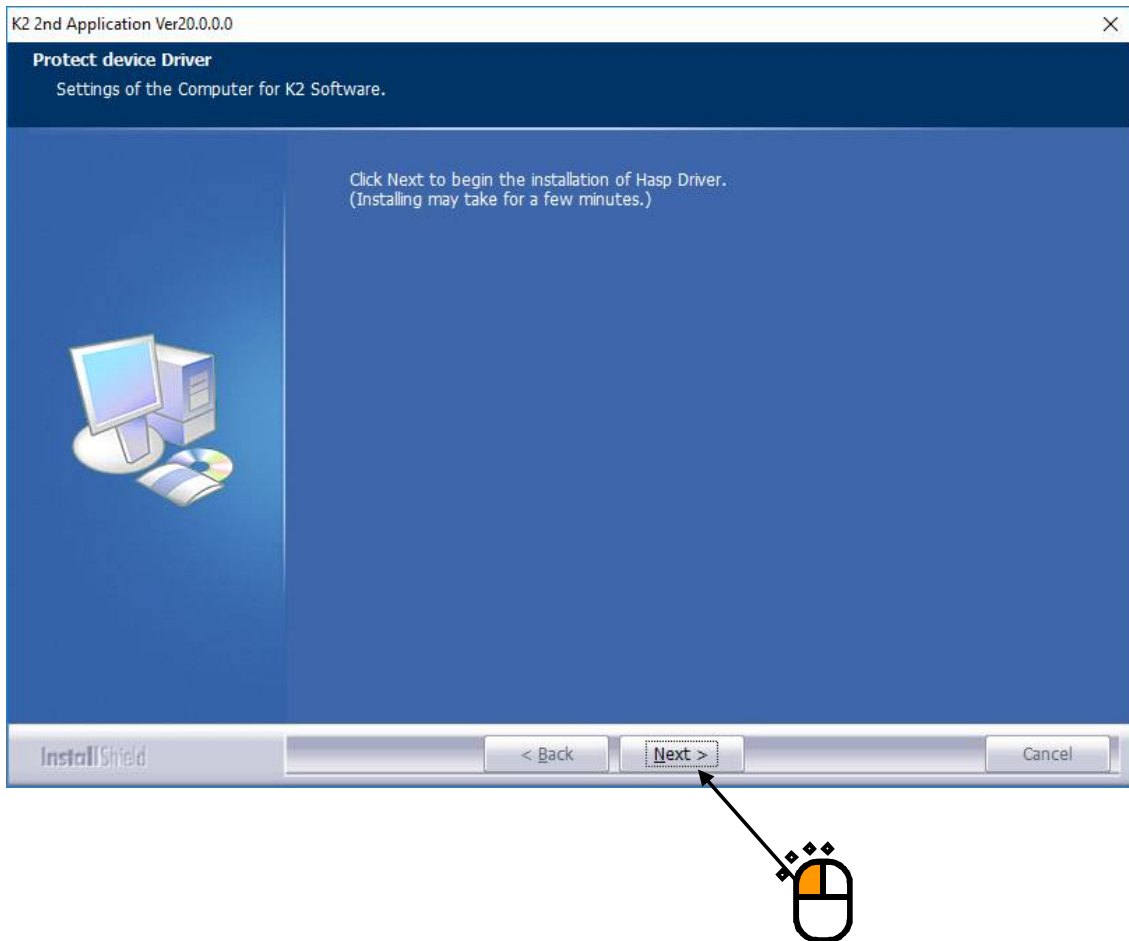 K2 2nd Application Ver20.0.0.0
Protect device Driver
Settings of the Computer for K2 Software.
Click Next to begin the installation of Hasp Driver.
(Installing may take for a few minutes.)
InstallShield
< Back
Next >
Cancel